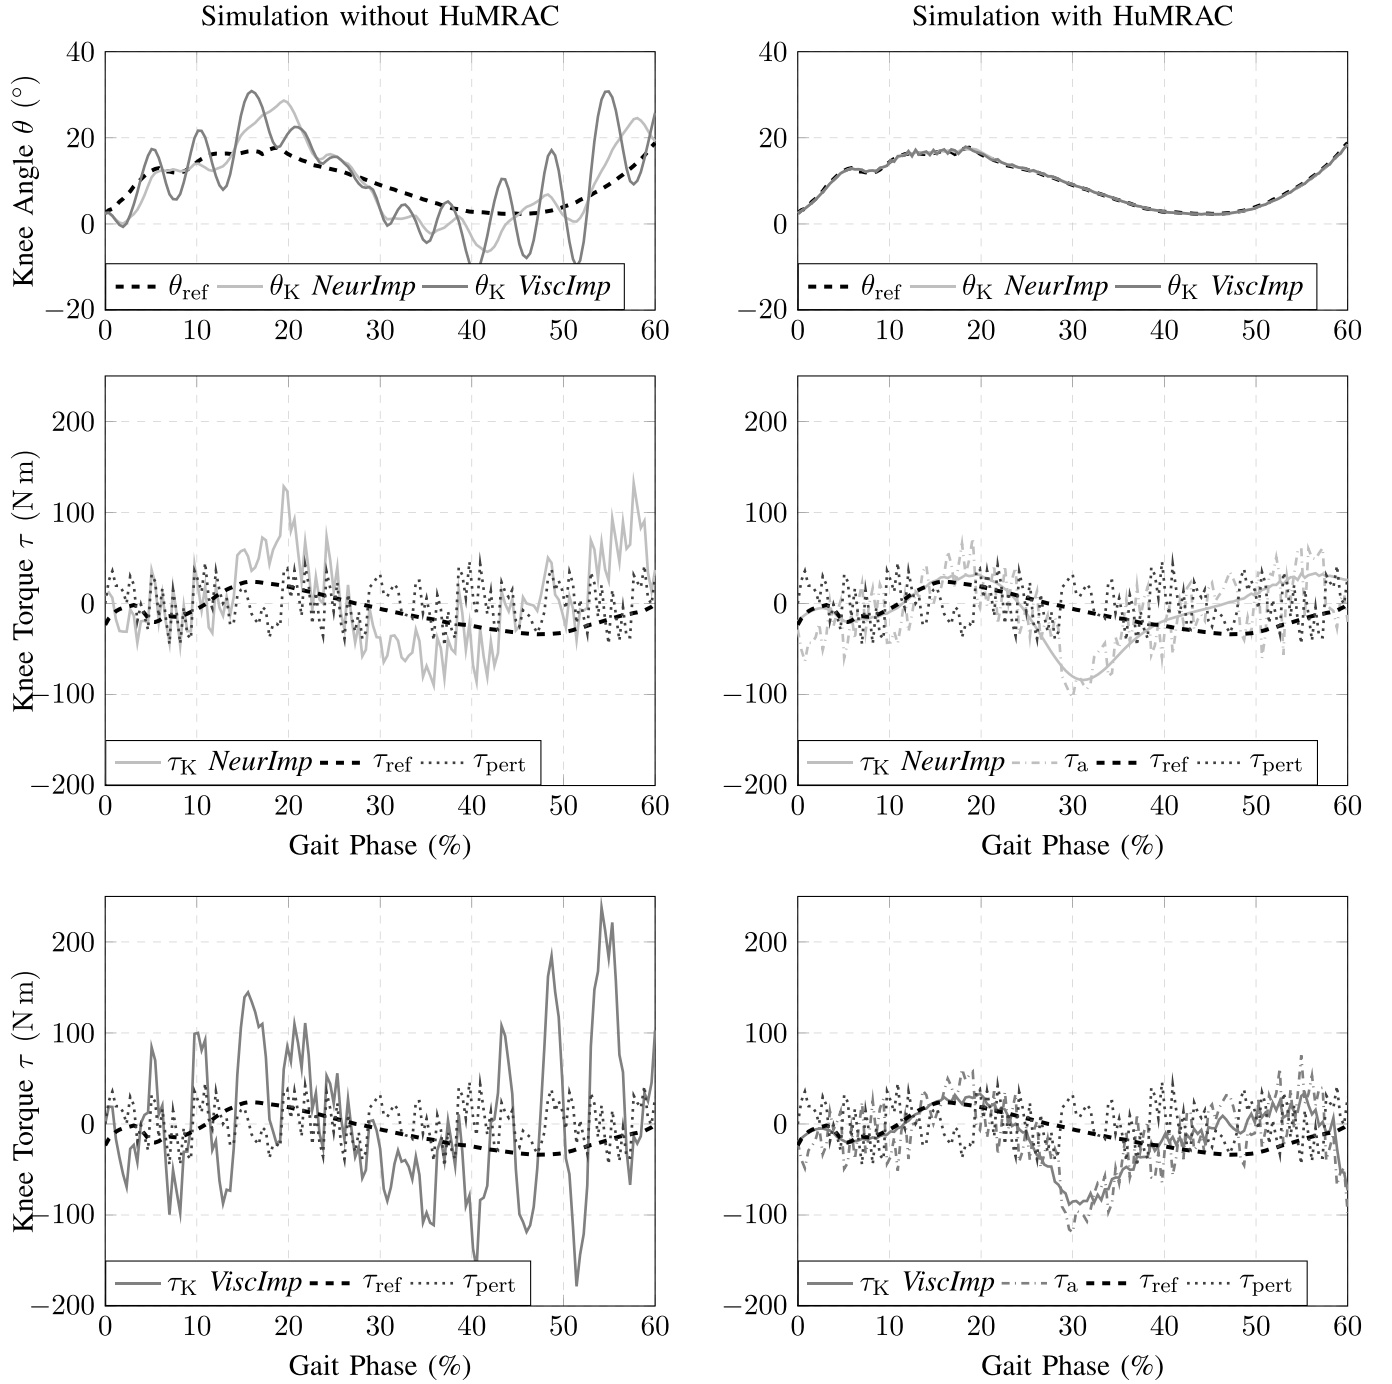 Simulation without HuMRAC
Simulation with HuMRAC
Knee Angle θ (°)
40
20
0
−20
θref θK NeurImp θK ViscImp
0 10 20 30 40 50 60
40
20
0
−20
θref θK NeurImp θK ViscImp
0 10 20 30 40 50 60
Knee Torque τ (N m)
200
100
0
−100
−200
τK NeurImp τref τpert
0 10 20 30 40 50 60
Gait Phase (%)
200
100
0
−100
−200
τK NeurImp τa τref τpert
0 10 20 30 40 50 60
Gait Phase (%)
Knee Torque τ (N m)
200
100
0
−100
−200
τK ViscImp τref τpert
0 10 20 30 40 50 60
Gait Phase (%)
200
100
0
−100
−200
τK ViscImp τa τref τpert
0 10 20 30 40 50 60
Gait Phase (%)